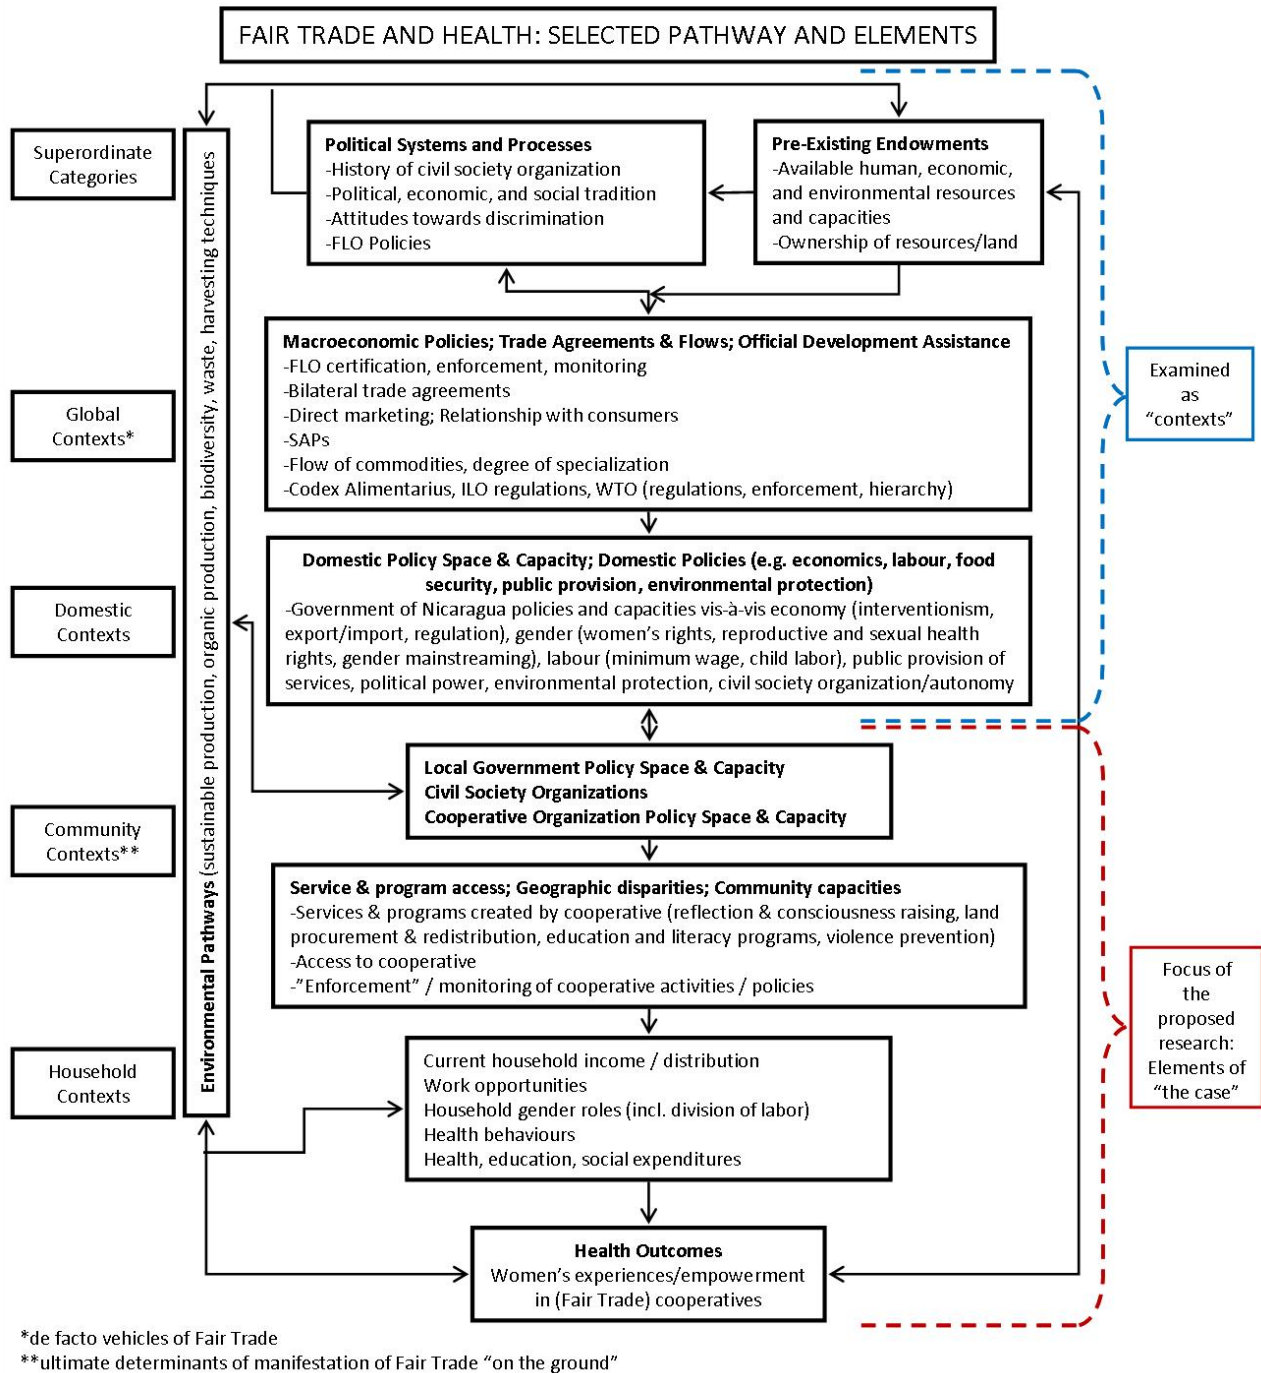 FAIR TRADE AND HEALTH: SELECTED PATHWAY AND ELEMENTS
Superordinate
Categories
Global
Contexts*
Domestic
Contexts
Community
Contexts**
Household
Contexts
Environmental Pathways (sustainable production, organic production, biodiversity, waste, harvesting techniques
Political Systems and Processes
-History of civil society organization
-Political, economic, and social tradition
-Attitudes towards discrimination
-FLO Policies
Pre-Existing Endowments
-Available human, economic,
and environmental resources
and capacities
-Ownership of resources/land
Macroeconomic Policies; Trade Agreements & Flows; Official Development Assistance
-FLO certification, enforcement, monitoring
-Bilateral trade agreements
-Direct marketing; Relationship with consumers
-SAPs
-Flow of commodities, degree of specialization
-Codex Alimentarius, ILO regulations, WTO (regulations, enforcement, hierarchy)
Domestic Policy Space & Capacity; Domestic Policies (e.g. economics, labour, food
security, public provision, environmental protection)
-Government of Nicaragua policies and capacities vis-à-vis economy (interventionism,
export/import, regulation), gender (women’s rights, reproductive and sexual health
rights, gender mainstreaming), labour (minimum wage, child labor), public provision of
services, political power, environmental protection, civil society organization/autonomy
Local Government Policy Space & Capacity
Civil Society Organizations
Cooperative Organization Policy Space & Capacity
Service & program access; Geographic disparities; Community capacities
-Services & programs created by cooperative (reflection & consciousness raising, land
procurement & redistribution, education and literacy programs, violence prevention)
-Access to cooperative
-”Enforcement” / monitoring of cooperative activities / policies
Current household income / distribution
Work opportunities
Household gender roles (incl. division of labor)
Health behaviours
Health, education, social expenditures
Health Outcomes
Women’s experiences/empowerment
in (Fair Trade) cooperatives
Examined
as
“contexts”
Focus of
the
proposed
research:
Elements of
“the case”
*de facto vehicles of Fair Trade
**ultimate determinants of manifestation of Fair Trade “on the ground”